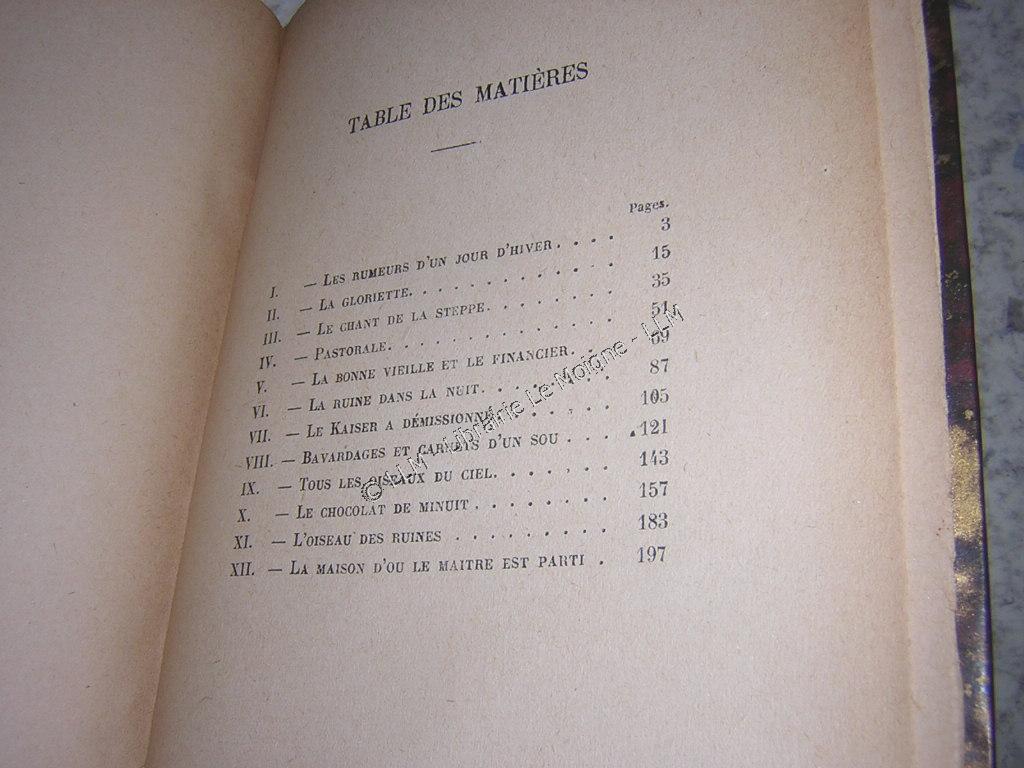 TABLE DES MATIÈRES
Pages.
I. — LES RUMEURS D'UN JOUR D'HIVER . . . . 3
II. — LA GLORIETTE. . . . . . . . . . . 15
III. — LE CHANT DE LA STEPPE. . . . . . . . 35
IV. — PASTORALE. . . . . . . . . . . . 51
V. — LA BONNE VIEILLE ET LE FINANCIER. . . . 69
VI. — LA RUINE DANS LA NUIT. . . . . . . . 87
VII. — LE KAISER A DÉMISSIONNÉ . . . . . . 105
VIII. — BAVARDAGES ET CARNETS D'UN SOU . . . . 121
IX. — TOUS LES OISEAUX DU CIEL. . . . . . . 143
X. — LE CHOCOLAT DE MINUIT . . . . . . . . 157
XI. — L'OISEAU DES RUINES . . . . . . . . . 183
XII. — LA MAISON D'OU LE MAITRE EST PARTI . 197
© LLM - Librairie Le Moigne - LLM